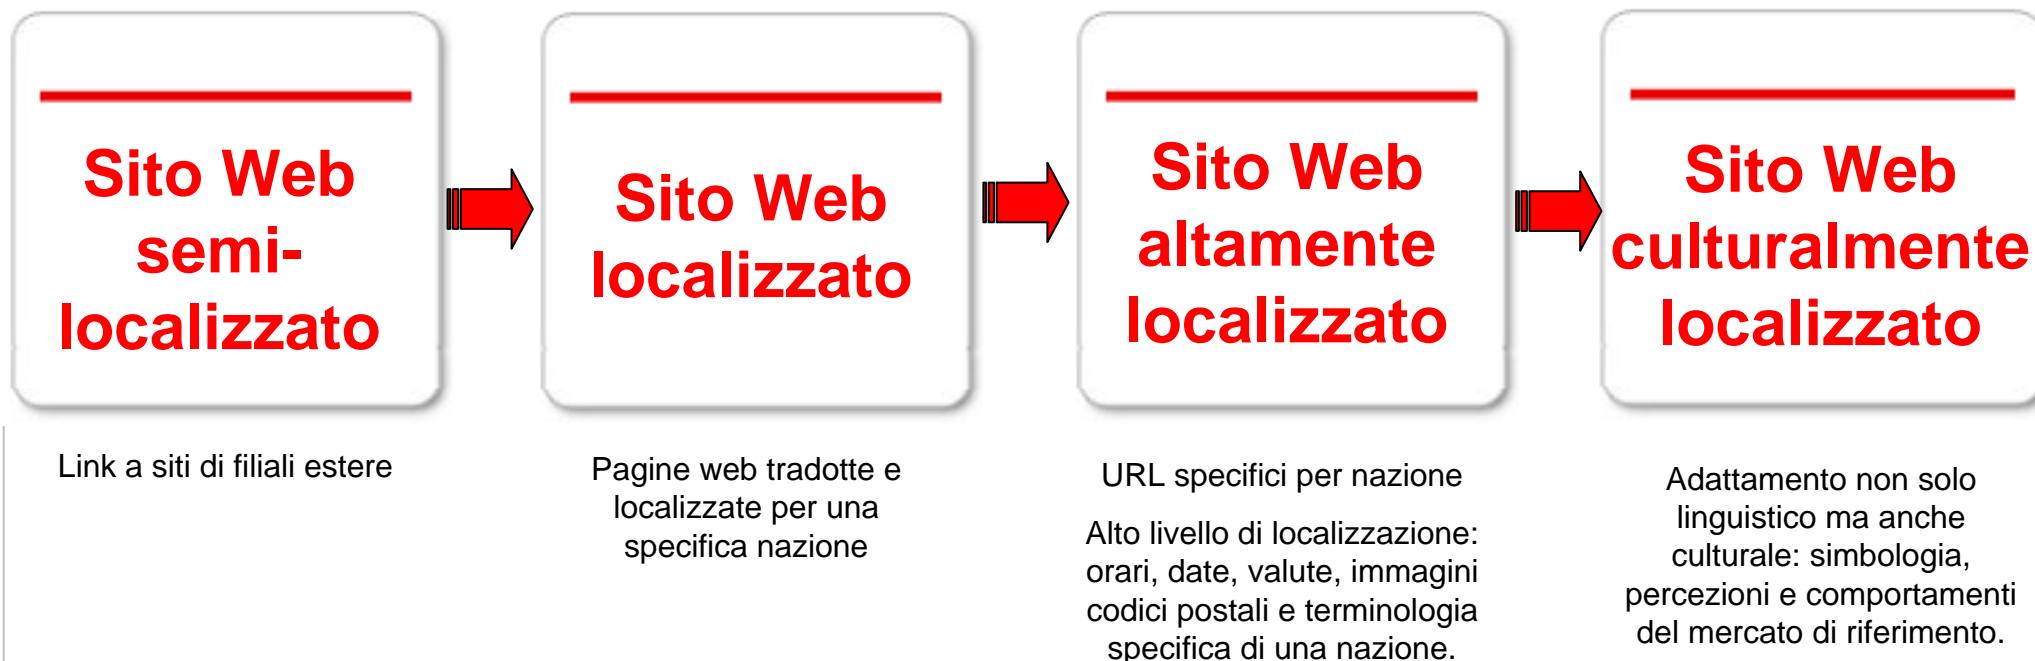 Sito Web
semi-
localizzato
Sito Web
localizzato
Sito Web
altamente
localizzato
Sito Web
culturalmente
localizzato
Link a siti di filiali estere
Pagine web tradotte e
localizzate per una
specifica nazione
URL specifici per nazione
Alto livello di localizzazione:
orari, date, valute, immagini
codici postali e terminologia
specifica di una nazione.
Adattamento non solo
linguistico ma anche
culturale: simbologia,
percezioni e comportamenti
del mercato di riferimento.